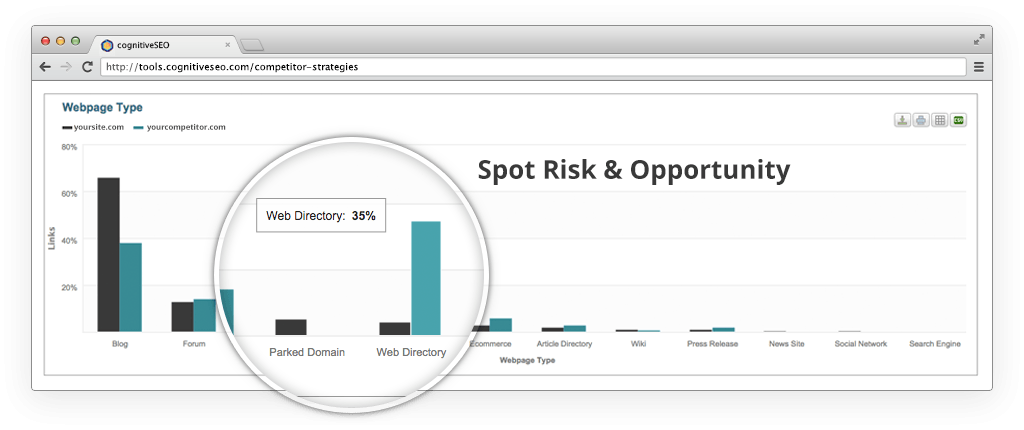 cognitiveSEO
http://tools.cognitiveseo.com/competitor-strategies
Webpage Type
yoursite.com yourcompetitor.com
CSV
Spot Risk & Opportunity
80%
60%
40%
20%
Links
Web Directory: 35%
Blog Forum Parked Domain Web Directory Ecommerce Article Directory Wiki Press Release News Site Social Network Search Engine
Webpage Type